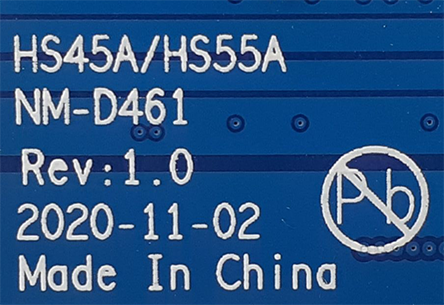 HS45A/HS55A
NM-D461
Rev:1.0
2020-11-02
Pb
Made In China